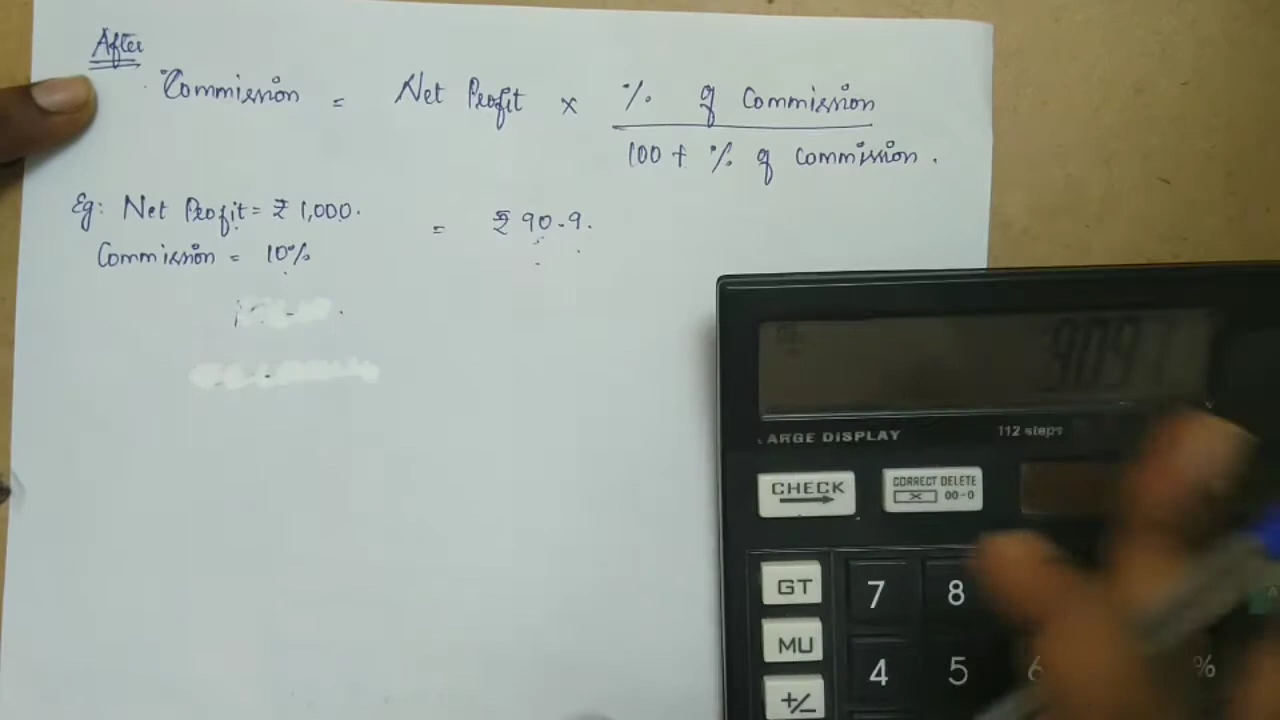 After
Commission = Net Profit × % of Commission
100 + % of Commission.
Eg: Net Profit = ₹ 1,000.
= ₹ 90.9.
Commission = 10%
ARGE DISPLAY
112 steps
CHECK
CORRECT DELETE
00-0
GT
7
8
MU
4
5
6
%
+/-